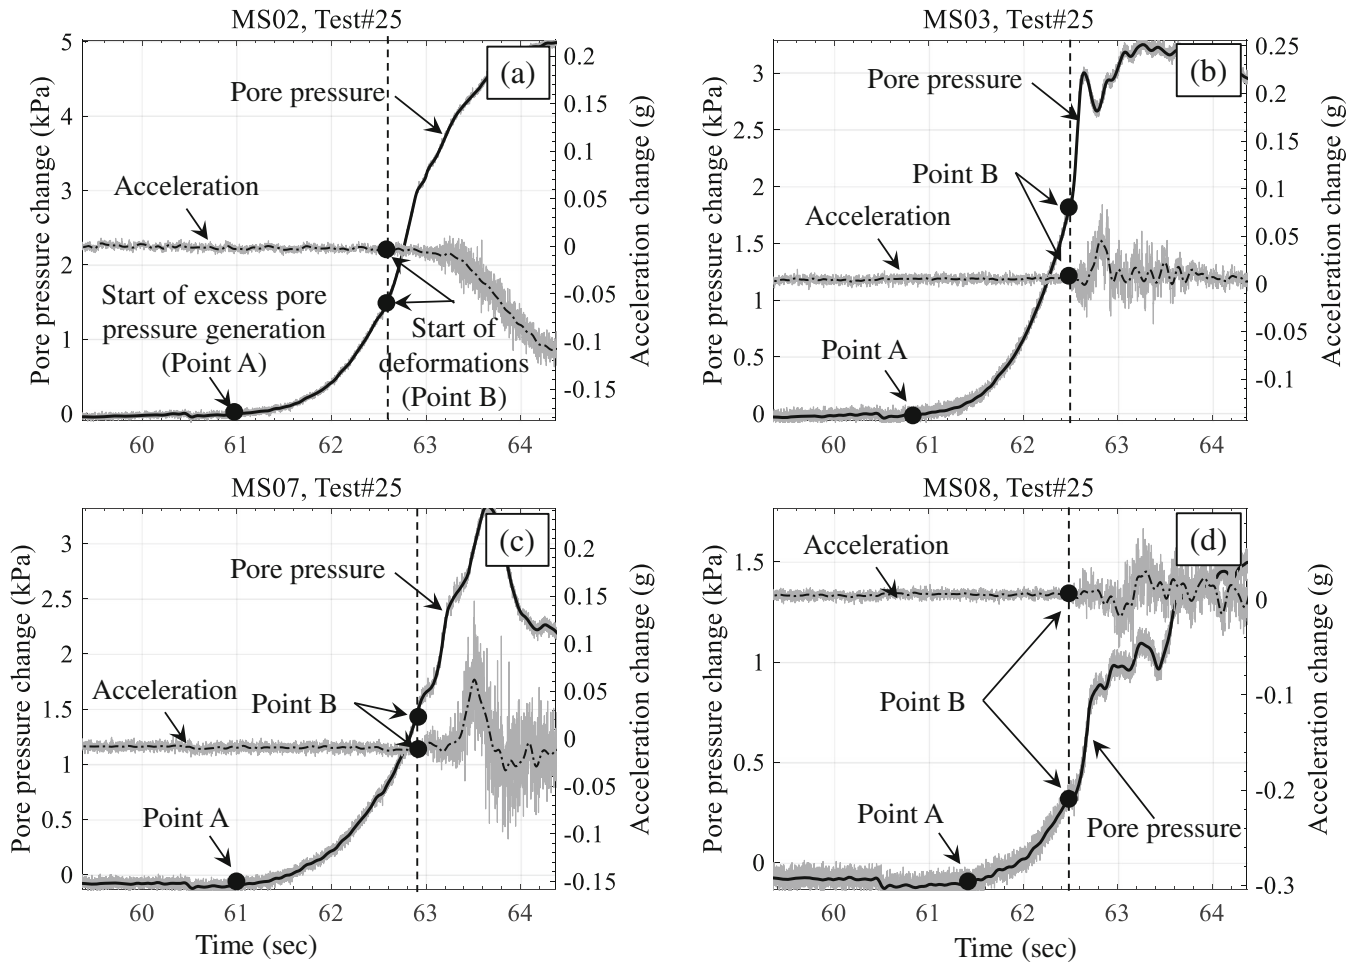 MS02, Test#25
(a)
Pore pressure change (kPa)
5
4
3
2
1
0
Pore pressure
Acceleration
Start of excess pore
pressure generation
(Point A)
Start of
deformations
(Point B)
0.2
0.15
0.1
0.05
0
-0.05
-0.1
-0.15
Acceleration change (g)
60 61 62 63 64
MS03, Test#25
(b)
Pore pressure change (kPa)
3
2.5
2
1.5
1
0.5
0
Pore pressure
Point B
Acceleration
Point A
0.25
0.2
0.15
0.1
0.05
0
-0.05
-0.1
Acceleration change (g)
60 61 62 63 64
MS07, Test#25
(c)
Pore pressure change (kPa)
3
2.5
2
1.5
1
0.5
0
Pore pressure
Acceleration
Point B
Point A
0.2
0.15
0.1
0.05
0
-0.05
-0.1
-0.15
Acceleration change (g)
60 61 62 63 64
Time (sec)
MS08, Test#25
(d)
Pore pressure change (kPa)
1.5
1
0.5
0
Acceleration
Point B
Point A
Pore pressure
0
-0.1
-0.2
-0.3
Acceleration change (g)
60 61 62 63 64
Time (sec)